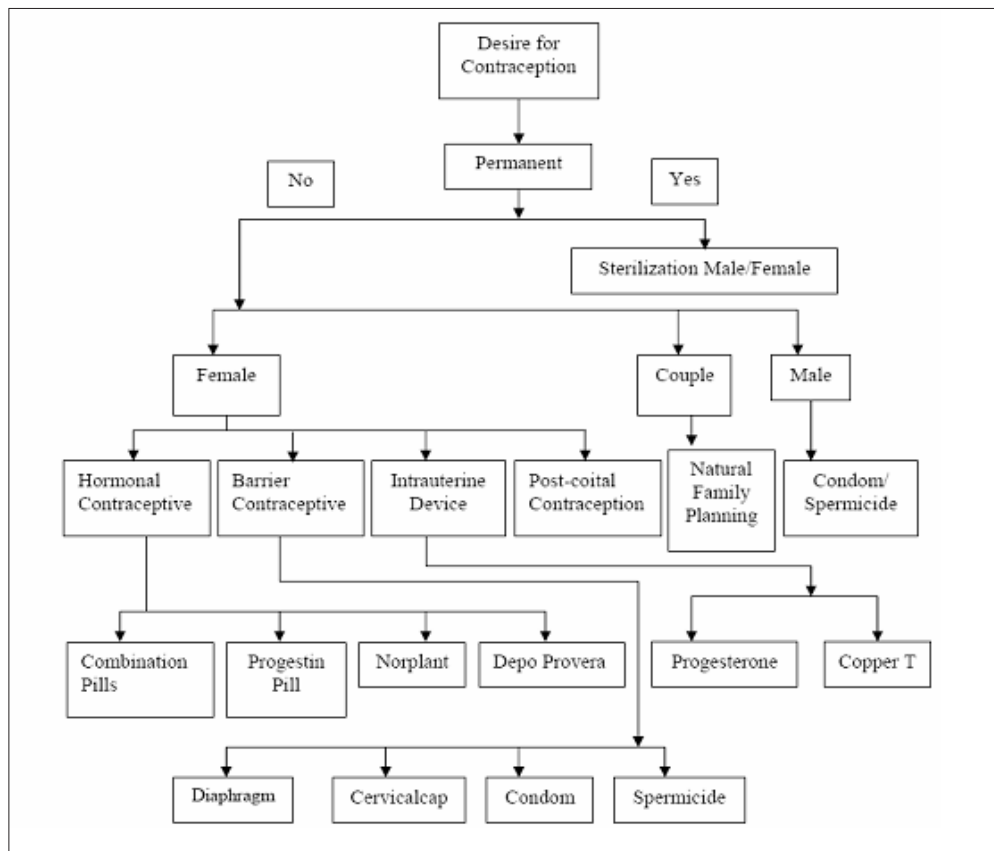 Desire for
Contraception
Permanent
No
Yes
Sterilization Male/Female
Female
Couple
Male
Hormonal
Contraceptive
Barrier
Contraceptive
Intrauterine
Device
Post-coital
Contraception
Natural
Family
Planning
Condom/
Spermicide
Combination
Pills
Progestin
Pill
Norplant
Depo Provera
Progesterone
Copper T
Diaphragm
Cervicalcap
Condom
Spermicide